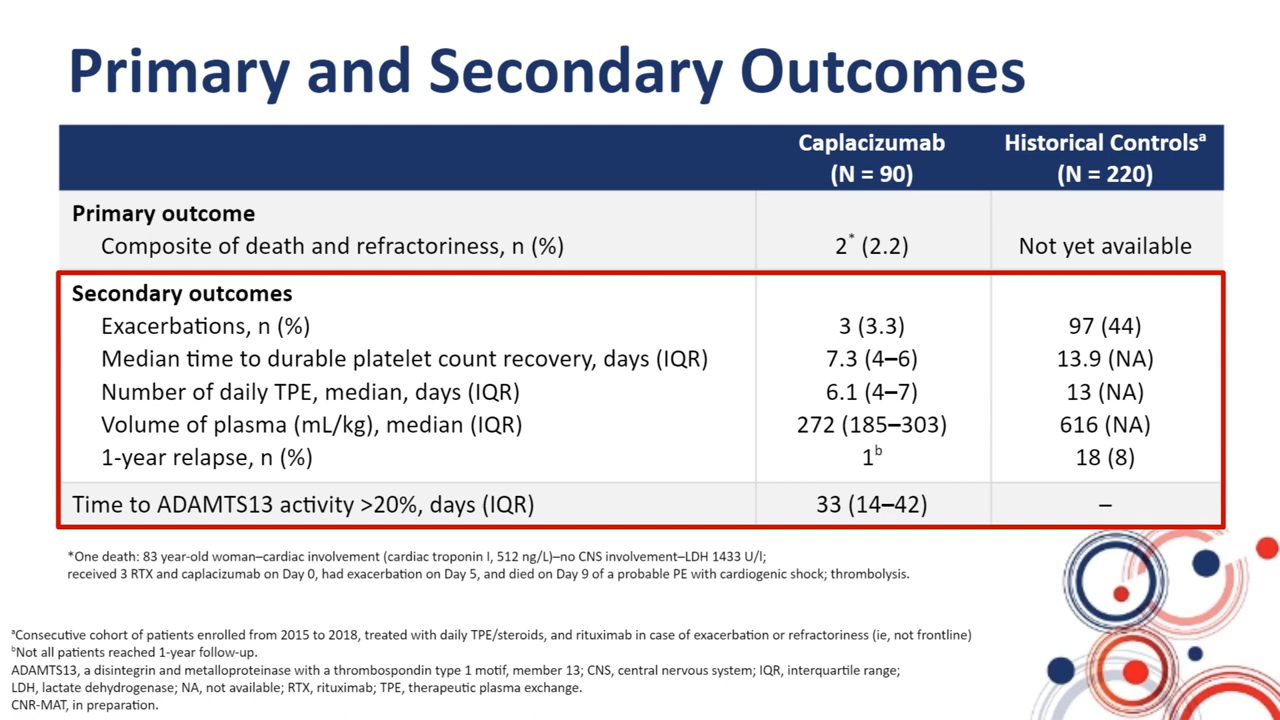 Primary and Secondary Outcomes
Caplacizumab (N = 90)
Historical Controlsᵃ (N = 220)
Primary outcome
Composite of death and refractoriness, n (%) 2* (2.2) Not yet available
Secondary outcomes
Exacerbations, n (%) 3 (3.3) 97 (44)
Median time to durable platelet count recovery, days (IQR) 7.3 (4–6) 13.9 (NA)
Number of daily TPE, median, days (IQR) 6.1 (4–7) 13 (NA)
Volume of plasma (mL/kg), median (IQR) 272 (185–303) 616 (NA)
1-year relapse, n (%) 1ᵇ 18 (8)
Time to ADAMTS13 activity >20%, days (IQR) 33 (14–42) –
*One death: 83 year-old woman–cardiac involvement (cardiac troponin I, 512 ng/L)–no CNS involvement–LDH 1433 U/l;
received 3 RTX and caplacizumab on Day 0, had exacerbation on Day 5, and died on Day 9 of a probable PE with cardiogenic shock; thrombolysis.
ᵃConsecutive cohort of patients enrolled from 2015 to 2018, treated with daily TPE/steroids, and rituximab in case of exacerbation or refractoriness (ie, not frontline)
ᵇNot all patients reached 1-year follow-up.
ADAMTS13, a disintegrin and metalloproteinase with a thrombospondin type 1 motif, member 13; CNS, central nervous system; IQR, interquartile range;
LDH, lactate dehydrogenase; NA, not available; RTX, rituximab; TPE, therapeutic plasma exchange.
CNR-MAT, in preparation.